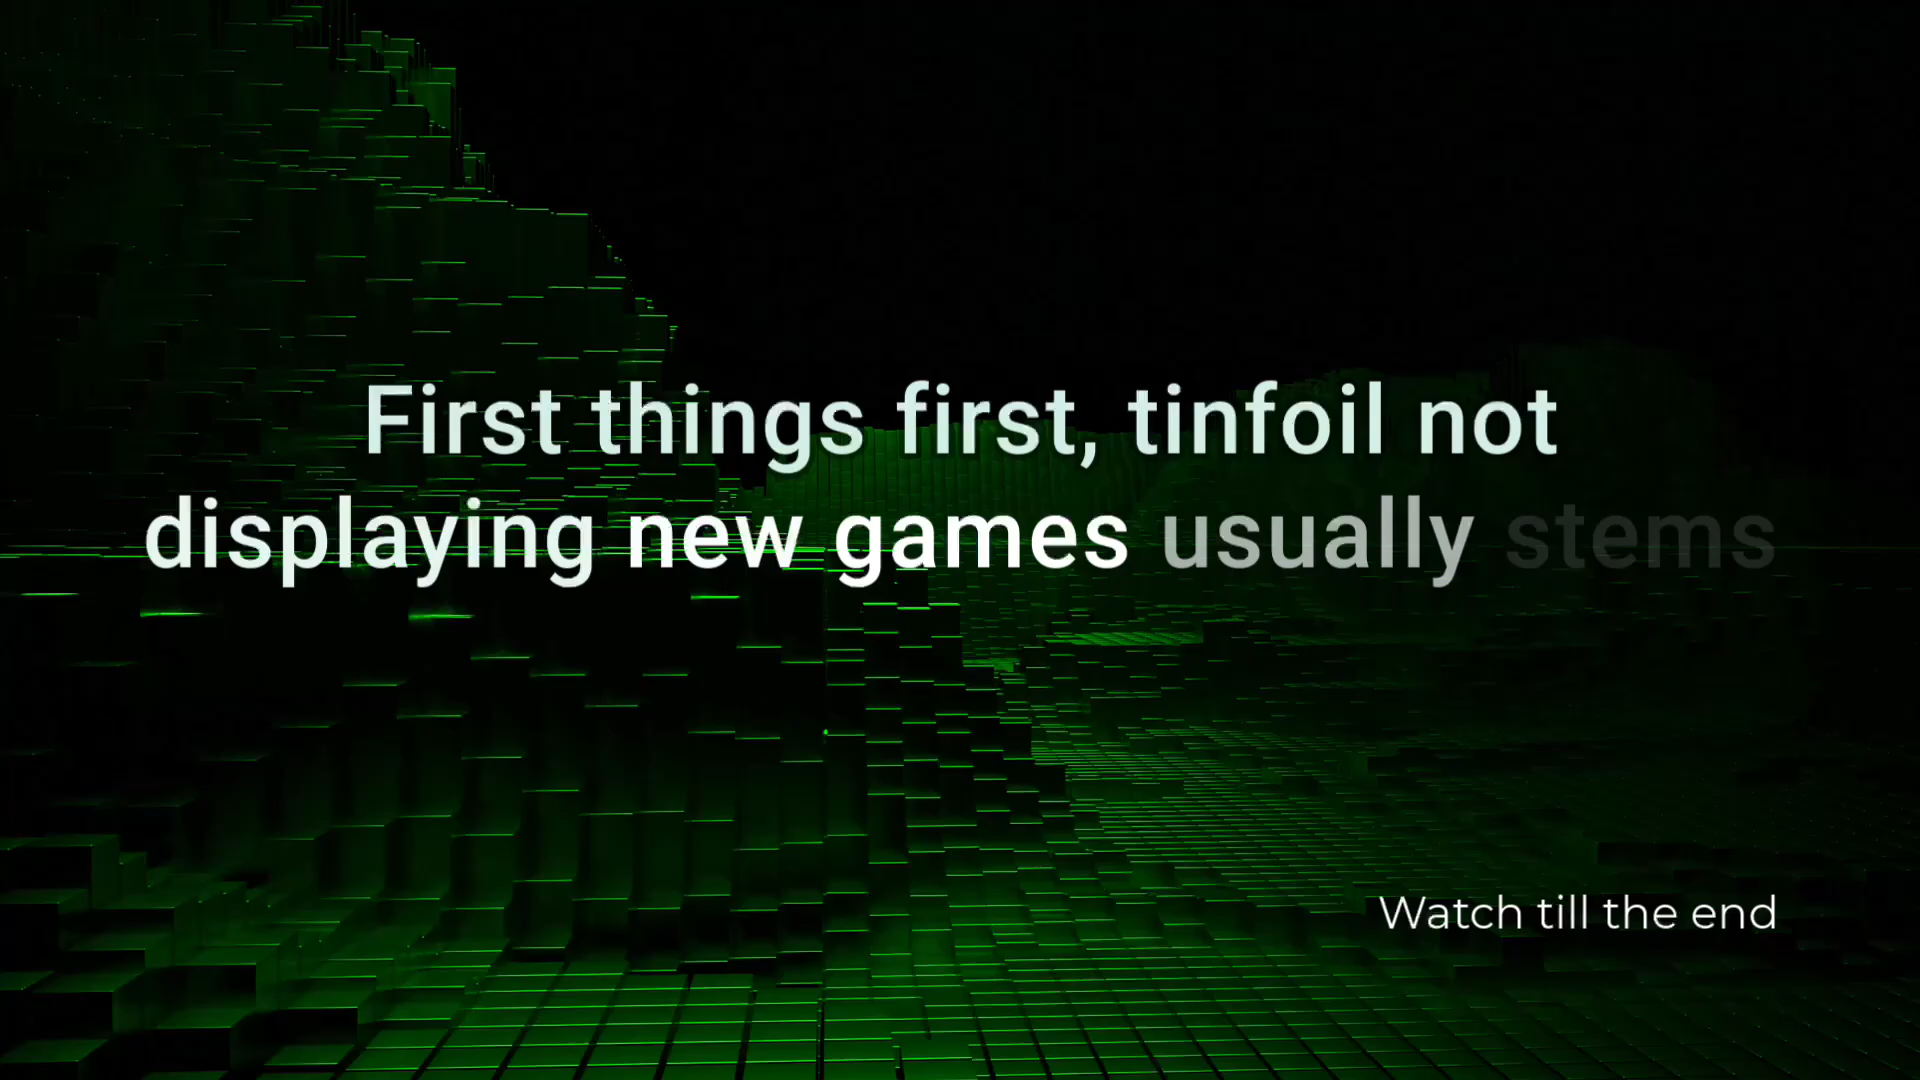 First things first, tinfoil not
displaying new games usually stems
Watch till the end